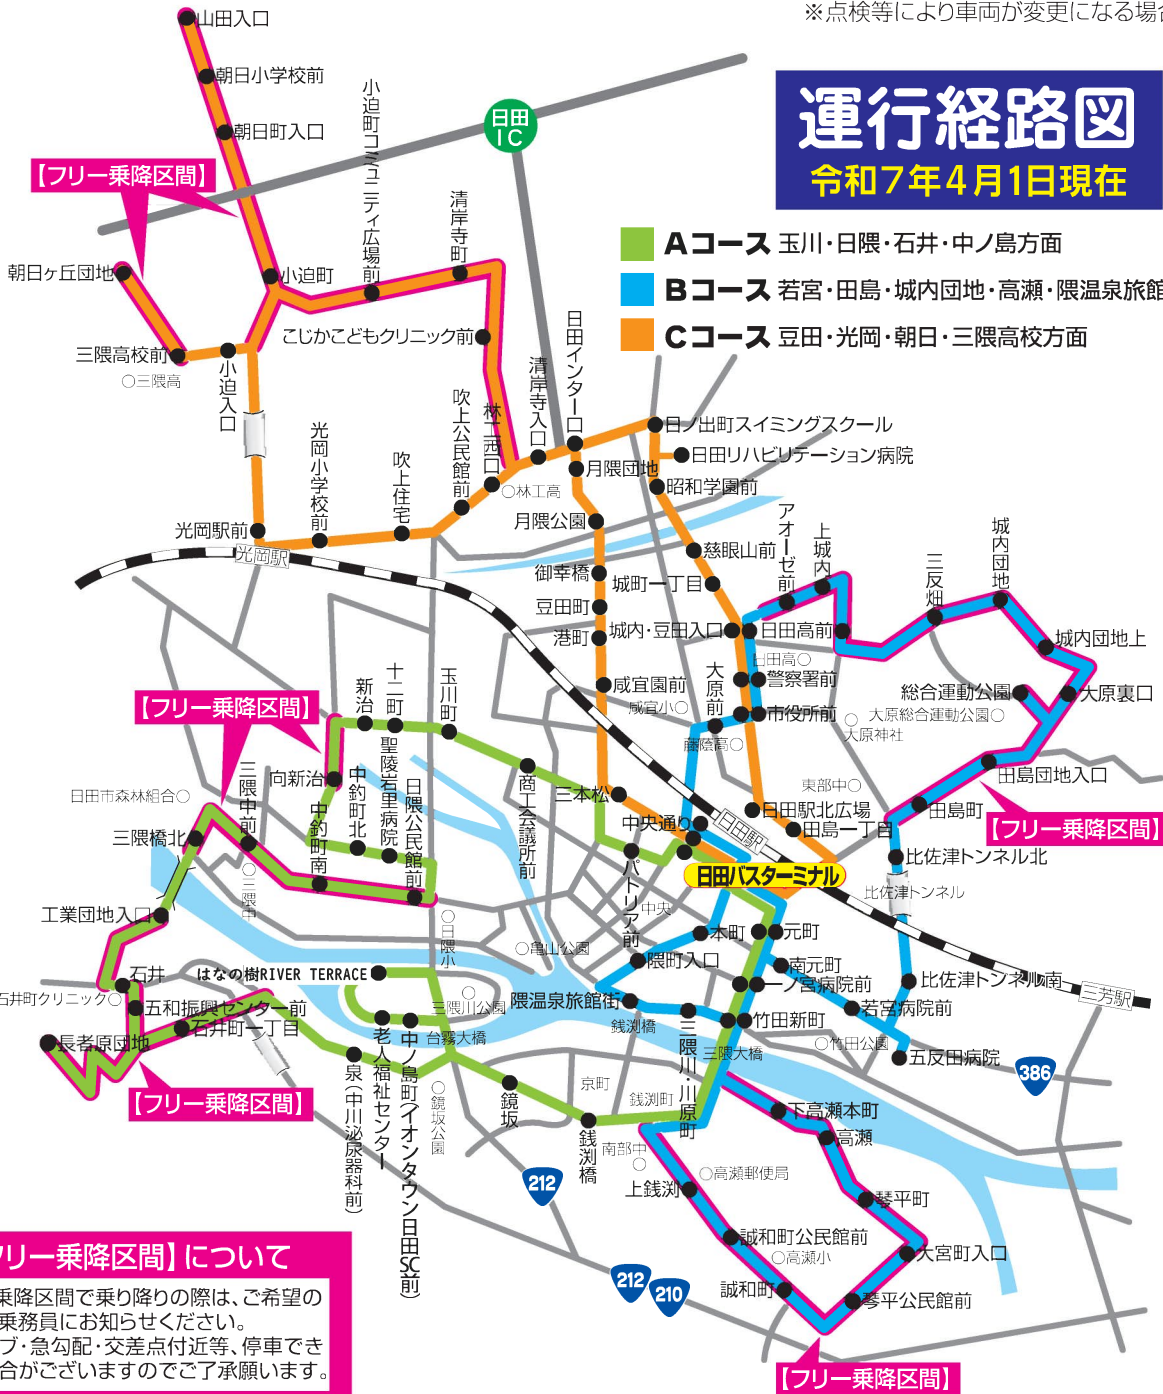 ※点検等により車両が変更になる場合
運行経路図
令和7年4月1日現在
Aコース 玉川・日隈・石井・中ノ島方面
Bコース 若宮・田島・城内団地・高瀬・隈温泉旅館
Cコース 豆田・光岡・朝日・三隈高校方面
山田入口
朝日小学校前
朝日町入口
【フリー乗降区間】
日田IC
小迫町コミュニティ広場前
清岸寺町
朝日ヶ丘団地
小迫町
こじかこどもクリニック前
三隈高校前
○三隈高
小迫入口
日田インター口
清岸寺入口
林工西口
吹上公民館前
吹上住宅
光岡小学校前
光岡駅前
光岡駅
○林工高
日ノ出町スイミングスクール
日田リハビリテーション病院
月隈団地
昭和学園前
月隈公園
慈眼山前
御幸橋
城町一丁目
豆田町
港町
城内・豆田入口
アオーゼ前
上城内
三反畑
城内団地
日田高前
日田高○
城内団地上
大原裏口
総合運動公園
大原総合運動公園○
○大原神社
警察署前
市役所前
大原前
咸宜園前
咸宜小○
藤蔭高○
東部中○
田島団地入口
田島町
【フリー乗降区間】
日田駅北広場
田島一丁目
三本松
中央通り
日田駅
日田バスターミナル
比佐津トンネル北
比佐津トンネル
比佐津トンネル南
三芳駅
玉川町
十二町
新治
【フリー乗降区間】
向新治
聖陵岩里病院
中釣町北
中釣町南
日隈公民館前
三隈中前
○三隈中
日田市森林組合○
三隈橋北
商工会議所前
パトリア前
中央
本町
元町
隈町入口
南元町
一ノ宮病院前
若宮病院前
竹田新町
○竹田公園
五反田病院
386
○日隈小
○亀山公園
隈温泉旅館街
銭渕橋
三隈川・川原町
三隈大橋
三隈川公園
台霧大橋
工業団地入口
石井
石井町クリニック○
五和振興センター前
石井町一丁目
長者原団地
【フリー乗降区間】
はなの樹RIVER TERRACE
老人福祉センター
中ノ島町(イオンタウン日田SC前)
泉(中川泌尿器科前)
○鏡坂公園
鏡坂
京町
銭渕町
銭渕橋
南部中○
212
下高瀬本町
高瀬
○高瀬郵便局
上銭渕
琴平町
誠和町公民館前
○高瀬小
大宮町入口
誠和町
琴平公民館前
212
210
【フリー乗降区間】
フリー乗降区間】について
乗降区間で乗り降りの際は、ご希望の
乗務員にお知らせください。
ブ・急勾配・交差点付近等、停車でき
合がございますのでご了承願います。